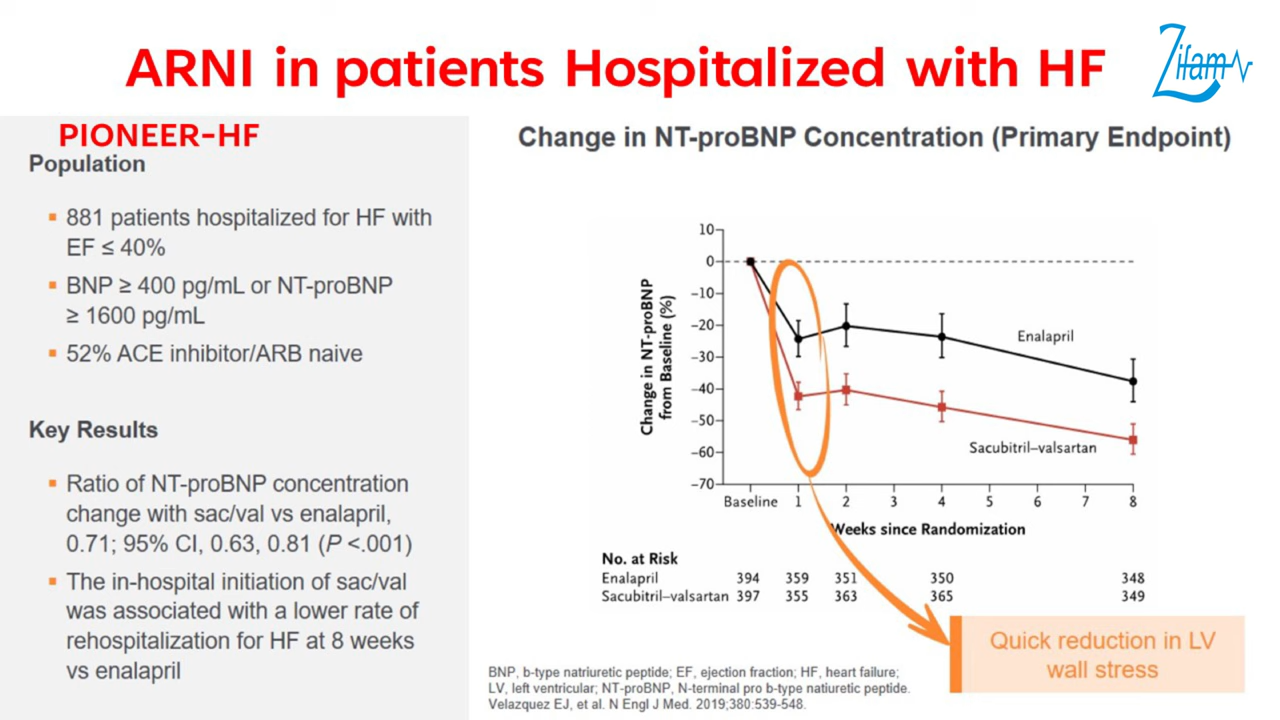 ARNI in patients Hospitalized with HF
Zifam
PIONEER-HF
Population
▪ 881 patients hospitalized for HF with
EF ≤ 40%
▪ BNP ≥ 400 pg/mL or NT-proBNP
≥ 1600 pg/mL
▪ 52% ACE inhibitor/ARB naive
Key Results
▪ Ratio of NT-proBNP concentration
change with sac/val vs enalapril,
0.71; 95% CI, 0.63, 0.81 (P <.001)
▪ The in-hospital initiation of sac/val
was associated with a lower rate of
rehospitalization for HF at 8 weeks
vs enalapril
Change in NT-proBNP Concentration (Primary Endpoint)
Change in NT-proBNP
from Baseline (%)
10
0
−10
−20
−30
−40
−50
−60
−70
Enalapril
Sacubitril–valsartan
Baseline 1 2 3 4 5 6 7 8
Weeks since Randomization
No. at Risk
Enalapril 394 359 351 350 348
Sacubitril–valsartan 397 355 363 365 349
Quick reduction in LV
wall stress
BNP, b-type natriuretic peptide; EF, ejection fraction; HF, heart failure;
LV, left ventricular; NT-proBNP, N-terminal pro b-type natiuretic peptide.
Velazquez EJ, et al. N Engl J Med. 2019;380:539-548.